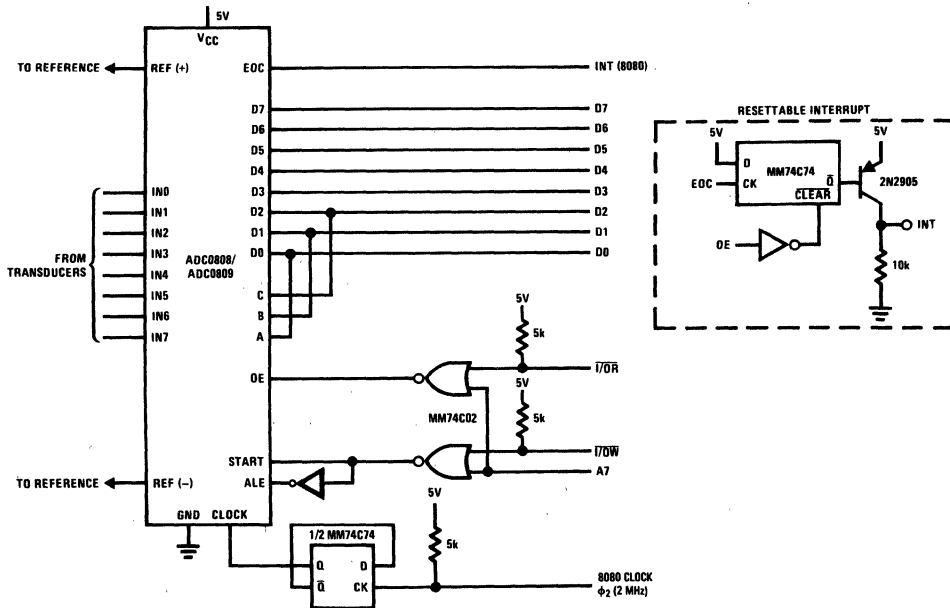 5V
VCC
TO REFERENCE
REF (+)
EOC
INT (8080)
D7
D7
D6
D6
D5
D5
D4
D4
IN0
D3
D3
IN1
D2
D2
IN2
D1
D1
FROM
TRANSDUCERS
IN3
ADC0808/
ADC0809
D0
D0
IN4
IN5
C
IN6
B
IN7
A
5V
5k
OE
I/OR
5V
MM74C02
5k
START
I/OW
ALE
A7
TO REFERENCE
REF (–)
GND
CLOCK
5V
1/2 MM74C74
5k
Q
D
Q
CK
8080 CLOCK
ϕ2 (2 MHz)
RESETTABLE INTERRUPT
5V
5V
D
MM74C74
EOC
CK
Q
2N2905
CLEAR
INT
OE
10k